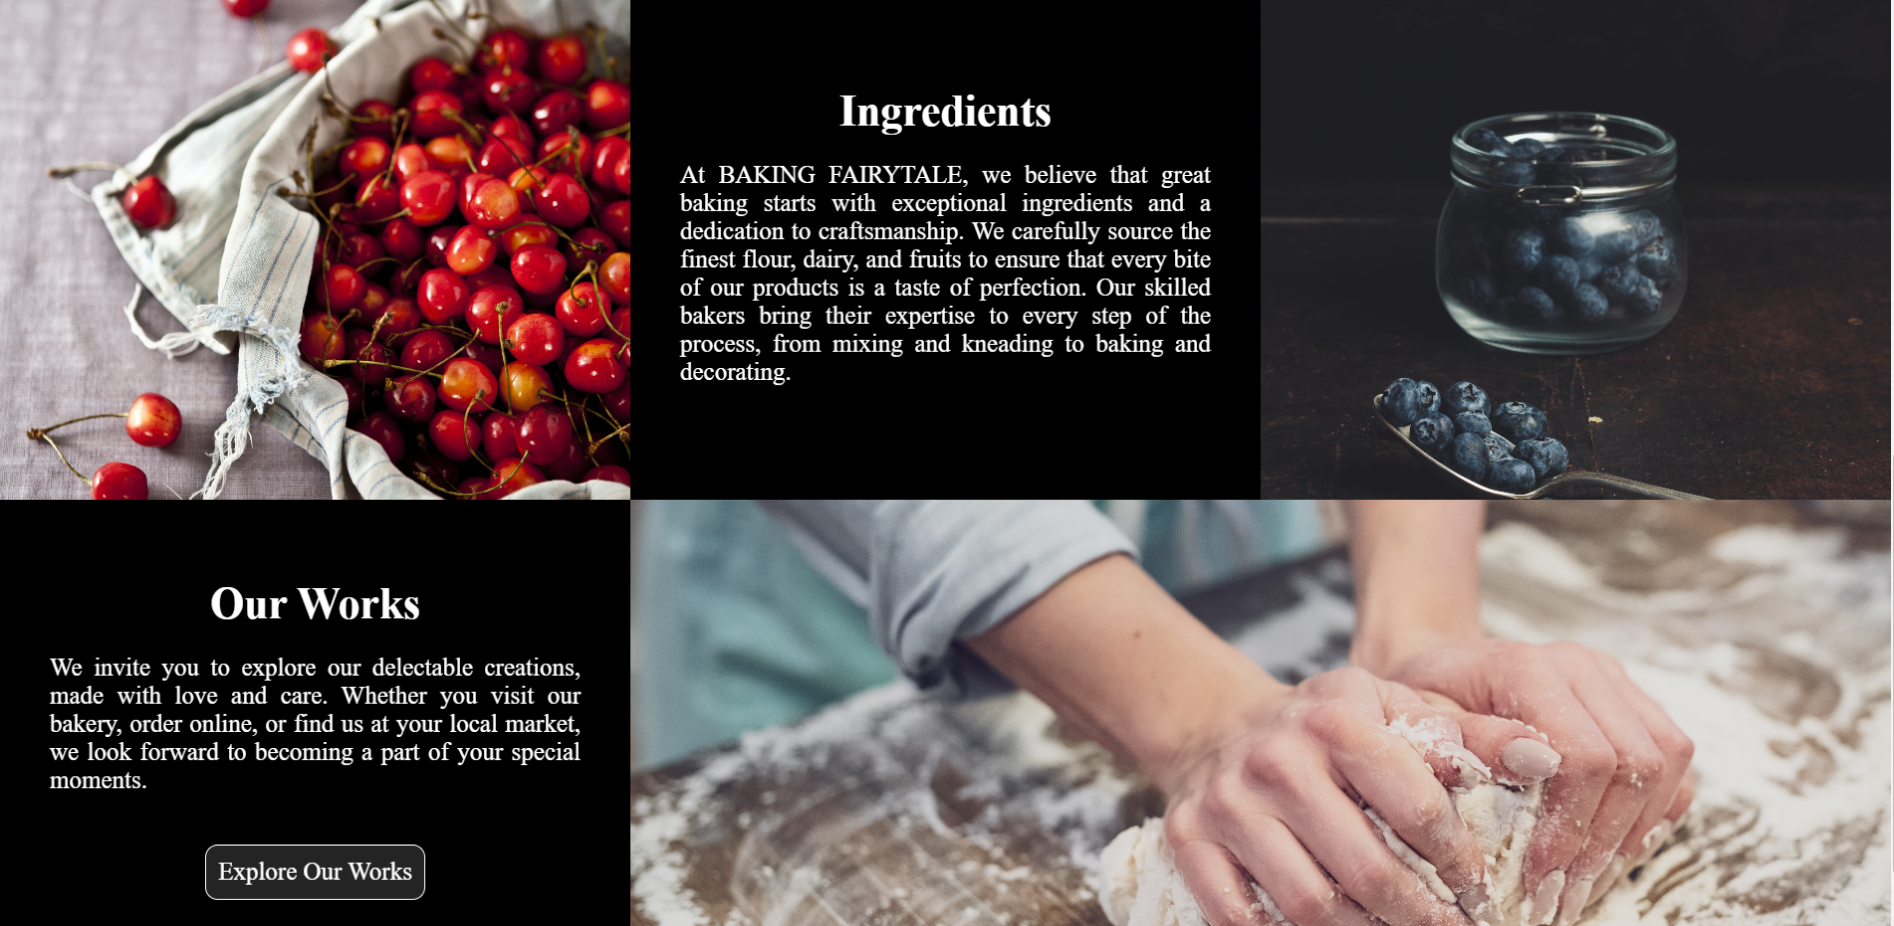 Ingredients
At BAKING FAIRYTALE, we believe that great
baking starts with exceptional ingredients and a
dedication to craftsmanship. We carefully source the
finest flour, dairy, and fruits to ensure that every bite
of our products is a taste of perfection. Our skilled
bakers bring their expertise to every step of the
process, from mixing and kneading to baking and
decorating.
Our Works
We invite you to explore our delectable creations,
made with love and care. Whether you visit our
bakery, order online, or find us at your local market,
we look forward to becoming a part of your special
moments.
Explore Our Works